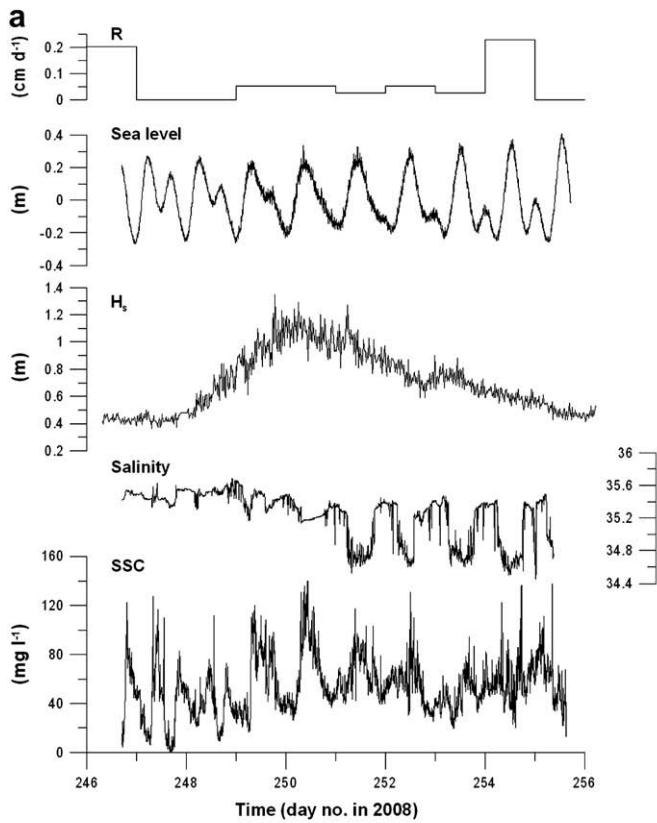 a
R
(cm d⁻¹)
0.2
0.1
0
Sea level
(m)
0.4
0.2
0
-0.2
-0.4
Hs
(m)
1.4
1.2
1
0.8
0.6
0.4
0.2
Salinity
36
35.6
35.2
34.8
34.4
SSC
(mg l⁻¹)
160
120
80
40
0
246 248 250 252 254 256
Time (day no. in 2008)